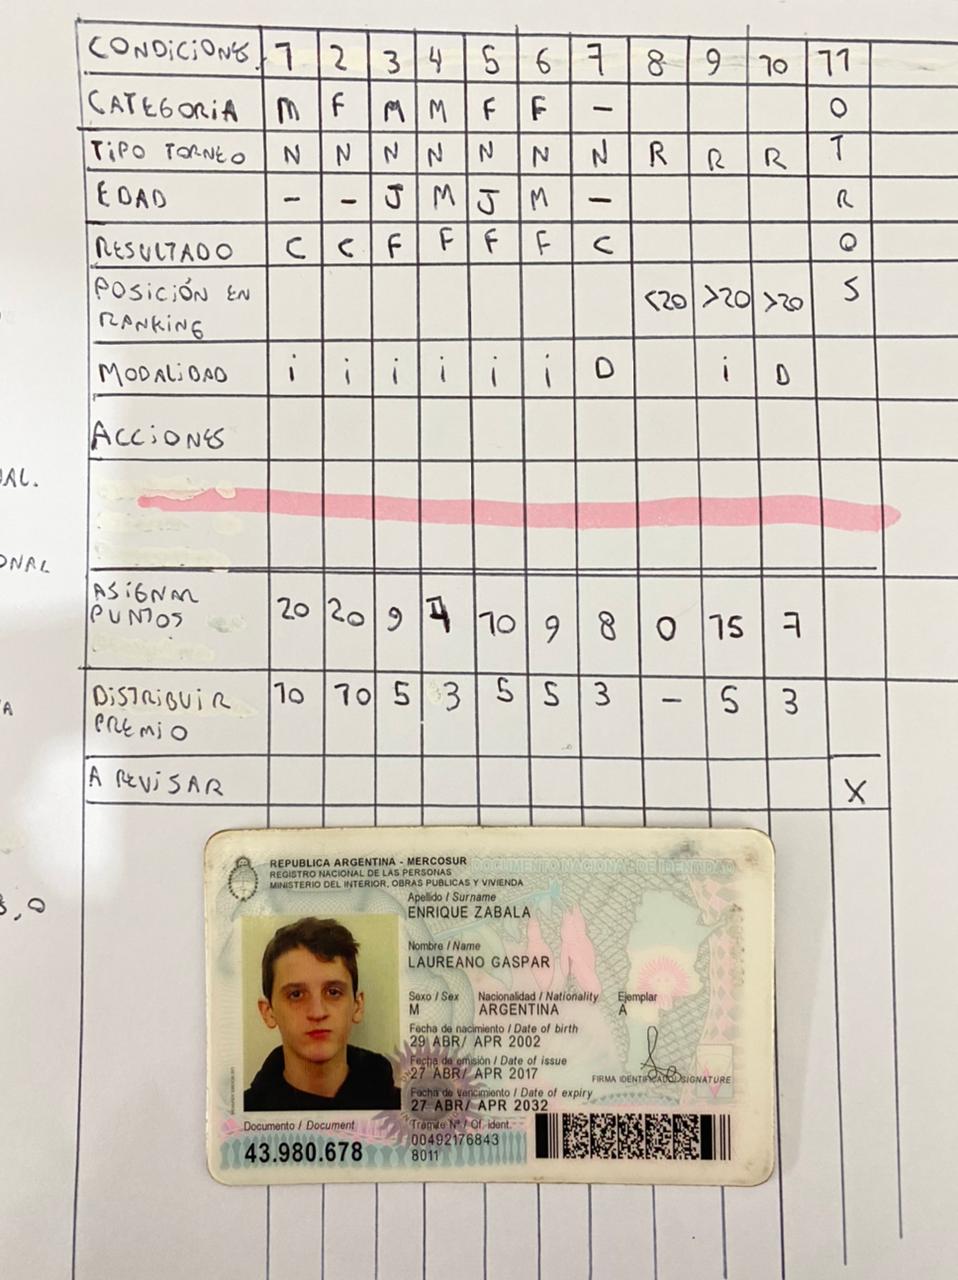 CONDICIONES 1 2 3 4 5 6 7 8 9 10 11
CATEGORIA M F M M F F – O
TIPO TORNEO N N N N N N N R R R T
EDAD – – J M J M – R
RESULTADO C C F F F F C O
POSICIÓN EN RANKING <20 >20 >20 S
MODALIDAD i i i i i i D i D
ACCIONES
ONAL
ASIGNAR
PUNTOS 20 20 9 10 9 8 0 15 7
DISTRIBUIR
PREMIO 10 10 5 3 5 5 3 – 5 3
A REVISAR X
REPUBLICA ARGENTINA - MERCOSUR
REGISTRO NACIONAL DE LAS PERSONAS
MINISTERIO DEL INTERIOR, OBRAS PUBLICAS Y VIVIENDA
DOCUMENTO NACIONAL DE IDENTIDAD
Apellido / Surname
ENRIQUE ZABALA
Nombre / Name
LAUREANO GASPAR
Sexo / Sex Nacionalidad / Nationality Ejemplar
M ARGENTINA A
Fecha de nacimiento / Date of birth
29 ABR/ APR 2002
Fecha de emisión / Date of issue
27 ABR/ APR 2017
FIRMA IDENTIFICADO/ SIGNATURE
Fecha de vencimiento / Date of expiry
27 ABR/ APR 2032
Documento / Document
43.980.678
Trámite Nº / Of. ident.
00492176843
8011